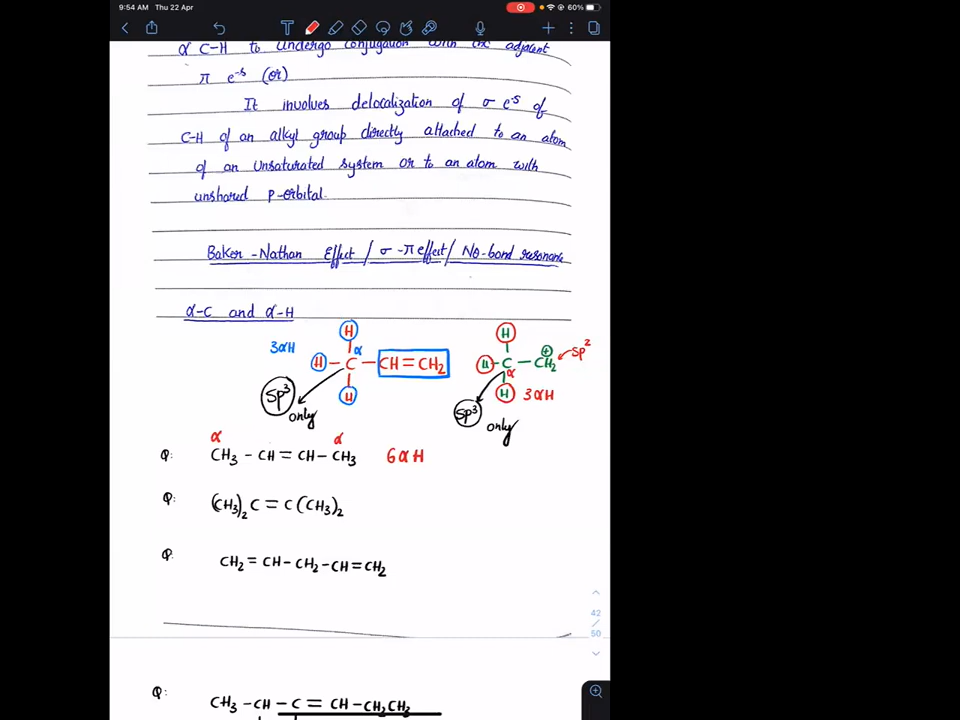 9:54 AM Thu 22 Apr
60%
α C-H to undergo conjugation with the adjacent
π e⁻s (or)
It involves delocalization of σ e⁻s of
C-H of an alkyl group directly attached to an atom
of an Unsaturated system or to an atom with
unshared p-orbital.
Baker-Nathan Effect / σ-π effect / No-bond resonance
α-C and α-H
3αH
H
H - C α - CH = CH₂
H
Sp³ only
H
H - C α - CH₂ ⊕ Sp²
H
3αH
Sp³ only
α α
Q: CH₃ - CH = CH - CH₃ 6αH
Q: (CH₃)₂ C = C (CH₃)₂
Q: CH₂ = CH - CH₂ - CH = CH₂
42
/
50
Q: CH₃ - CH - C = CH - CH₂CH₃